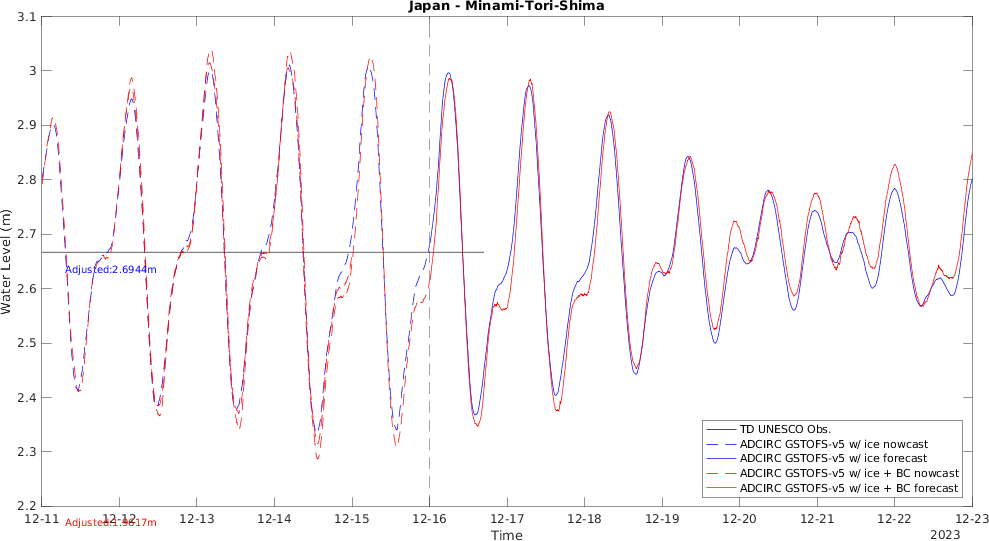 Japan - Minami-Tori-Shima
3.1
3
2.9
2.8
2.7
2.6
2.5
2.4
2.3
2.2
Water Level (m)
Adjusted:2.6944m
TD UNESCO Obs.
ADCIRC GSTOFS-v5 w/ ice nowcast
ADCIRC GSTOFS-v5 w/ ice forecast
ADCIRC GSTOFS-v5 w/ ice + BC nowcast
ADCIRC GSTOFS-v5 w/ ice + BC forecast
12-11 12-12 12-13 12-14 12-15 12-16 12-17 12-18 12-19 12-20 12-21 12-22 12-23
Time
2023